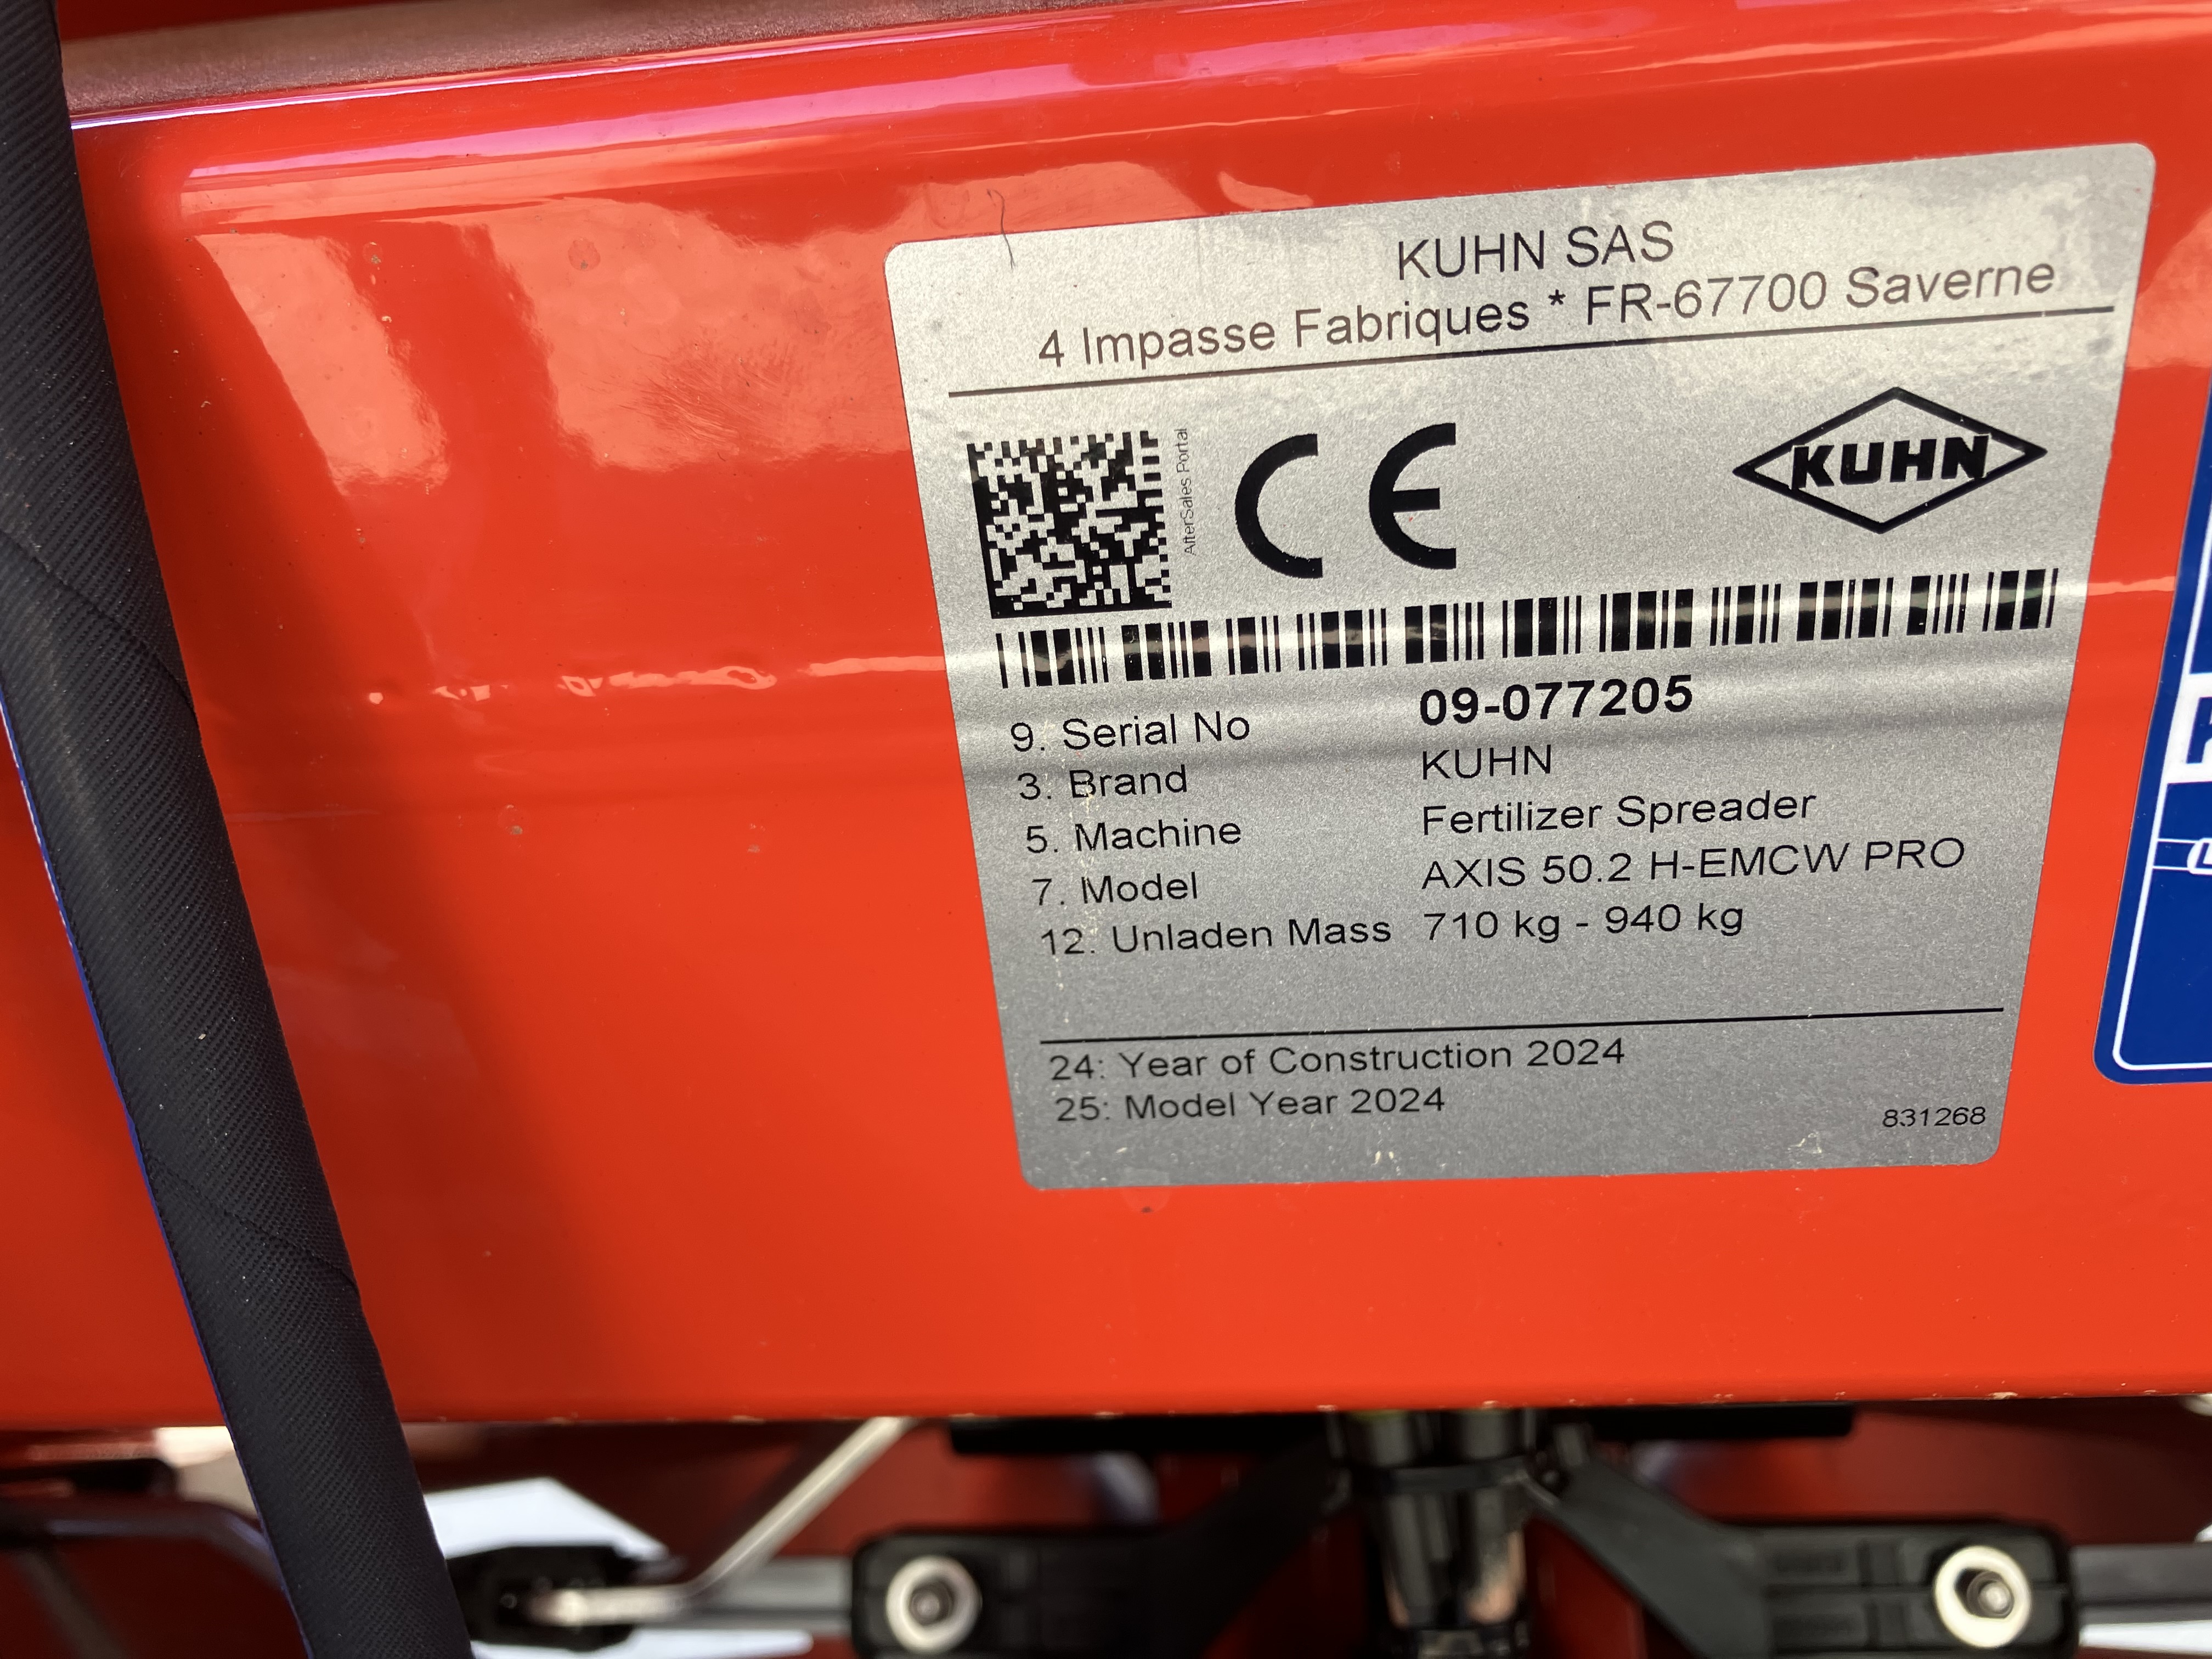 KUHN SAS
4 Impasse Fabriques * FR-67700 Saverne
AfterSales Portal
CE
KUHN
9. Serial No 09-077205
3. Brand KUHN
5. Machine Fertilizer Spreader
7. Model AXIS 50.2 H-EMCW PRO
12. Unladen Mass 710 kg - 940 kg
24: Year of Construction 2024
25: Model Year 2024
831268